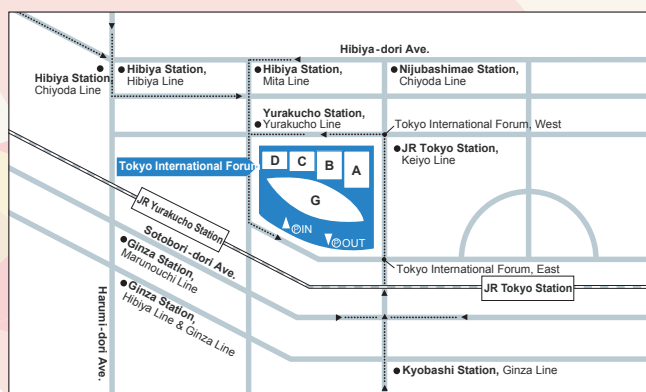 Hibiya-dori Ave.
Hibiya Station,
Chiyoda Line
Hibiya Station,
Hibiya Line
Hibiya Station,
Mita Line
Nijubashimae Station,
Chiyoda Line
Yurakucho Station,
Yurakucho Line
Tokyo International Forum, West
JR Tokyo Station,
Keiyo Line
Tokyo International Forum
D
C
B
A
G
P IN
P OUT
JR Yurakucho Station
Sotobori-dori Ave.
Ginza Station,
Marunouchi Line
Ginza Station,
Hibiya Line & Ginza Line
Harumi-dori Ave.
Tokyo International Forum, East
JR Tokyo Station
Kyobashi Station, Ginza Line